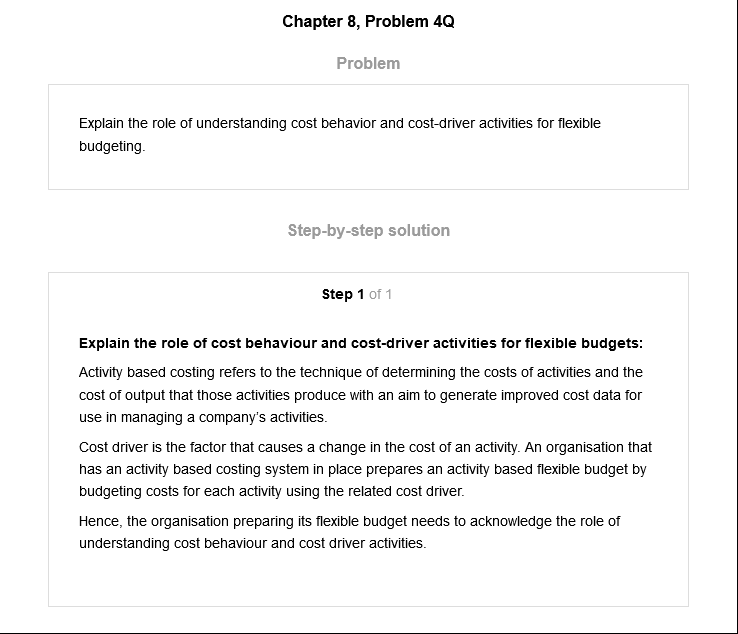 Chapter 8, Problem 4Q
Problem
Explain the role of understanding cost behavior and cost-driver activities for flexible
budgeting.
Step-by-step solution
Step 1 of 1
Explain the role of cost behaviour and cost-driver activities for flexible budgets:
Activity based costing refers to the technique of determining the costs of activities and the
cost of output that those activities produce with an aim to generate improved cost data for
use in managing a company's activities.
Cost driver is the factor that causes a change in the cost of an activity. An organisation that
has an activity based costing system in place prepares an activity based flexible budget by
budgeting costs for each activity using the related cost driver.
Hence, the organisation preparing its flexible budget needs to acknowledge the role of
understanding cost behaviour and cost driver activities.